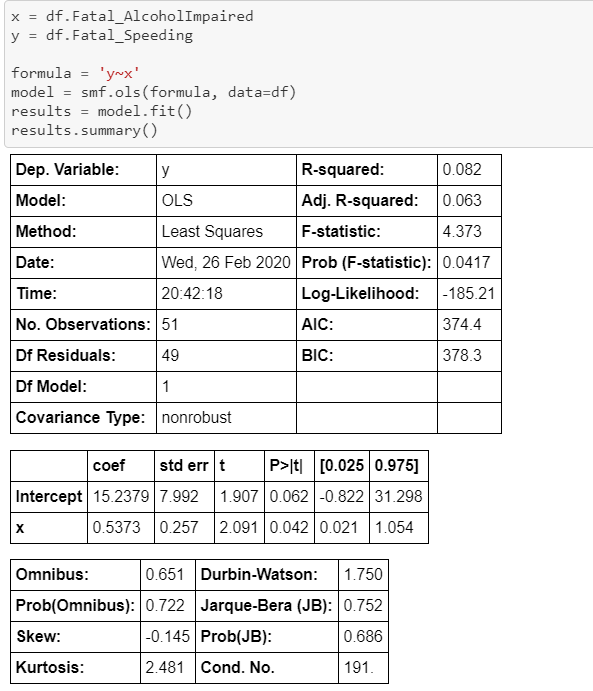 x = df.Fatal_AlcoholImpaired
y = df.Fatal_Speeding
formula = 'y~x'
model = smf.ols(formula, data=df)
results = model.fit()
results.summary()
Dep. Variable: y R-squared: 0.082
Model: OLS Adj. R-squared: 0.063
Method: Least Squares F-statistic: 4.373
Date: Wed, 26 Feb 2020 Prob (F-statistic): 0.0417
Time: 20:42:18 Log-Likelihood: -185.21
No. Observations: 51 AIC: 374.4
Df Residuals: 49 BIC: 378.3
Df Model: 1
Covariance Type: nonrobust
coef std err t P>|t| [0.025 0.975]
Intercept 15.2379 7.992 1.907 0.062 -0.822 31.298
x 0.5373 0.257 2.091 0.042 0.021 1.054
Omnibus: 0.651 Durbin-Watson: 1.750
Prob(Omnibus): 0.722 Jarque-Bera (JB): 0.752
Skew: -0.145 Prob(JB): 0.686
Kurtosis: 2.481 Cond. No. 191.